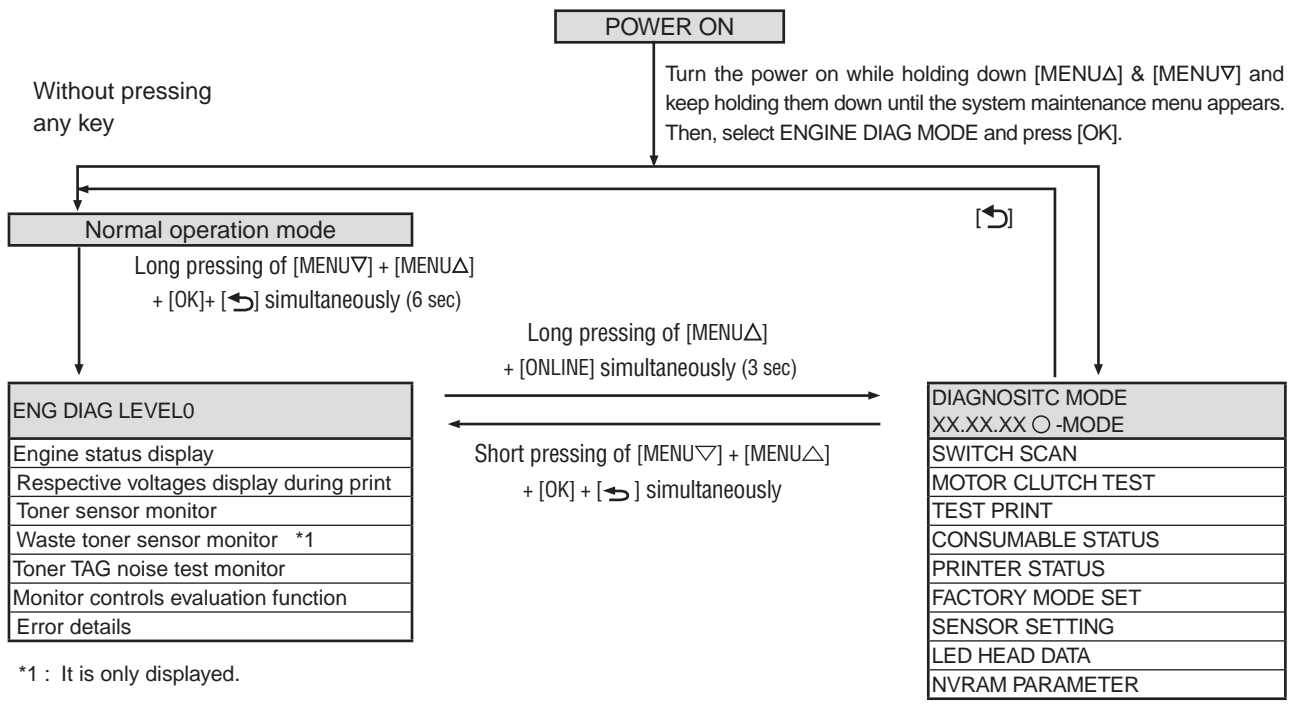 POWER ON
Without pressing
any key
Turn the power on while holding down [MENU△] & [MENU▽] and
keep holding them down until the system maintenance menu appears.
Then, select ENGINE DIAG MODE and press [OK].
[⮌]
Normal operation mode
Long pressing of [MENU▽] + [MENU△]
+ [OK]+ [⮌] simultaneously (6 sec)
Long pressing of [MENU△]
+ [ONLINE] simultaneously (3 sec)
Short pressing of [MENU▽] + [MENU△]
+ [OK] + [⮌ ] simultaneously
ENG DIAG LEVEL0
Engine status display
Respective voltages display during print
Toner sensor monitor
Waste toner sensor monitor *1
Toner TAG noise test monitor
Monitor controls evaluation function
Error details
*1 : It is only displayed.
DIAGNOSITC MODE
XX.XX.XX ○ -MODE
SWITCH SCAN
MOTOR CLUTCH TEST
TEST PRINT
CONSUMABLE STATUS
PRINTER STATUS
FACTORY MODE SET
SENSOR SETTING
LED HEAD DATA
NVRAM PARAMETER